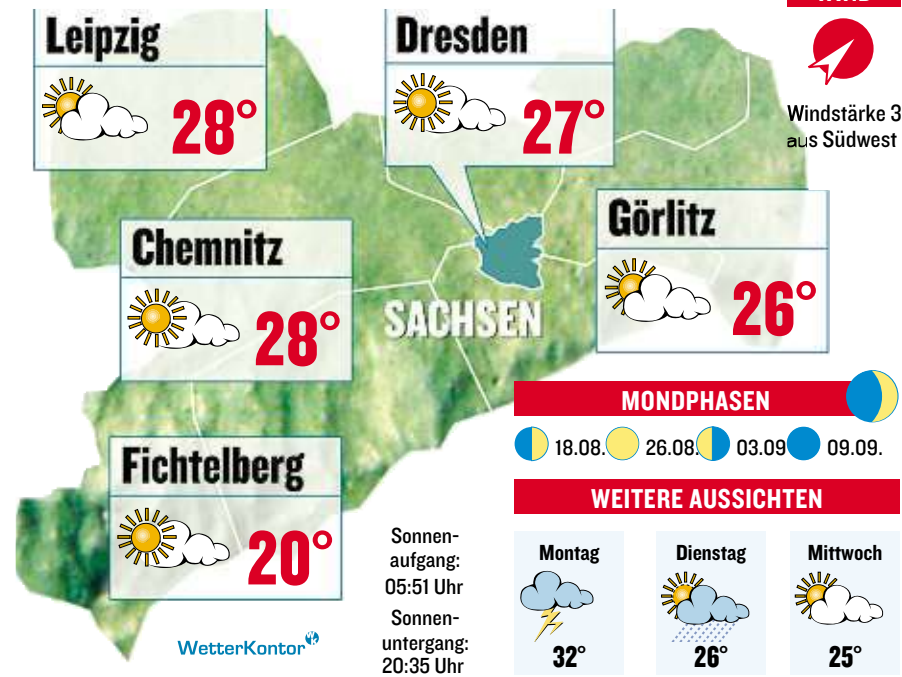 Leipzig
28°
Dresden
27°
Windstärke 3
aus Südwest
Chemnitz
28°
Görlitz
26°
SACHSEN
Fichtelberg
20°
MONDPHASEN
18.08. 26.08. 03.09 09.09.
WEITERE AUSSICHTEN
Sonnen-
aufgang:
05:51 Uhr
Sonnen-
untergang:
20:35 Uhr
Montag
32°
Dienstag
26°
Mittwoch
25°
WetterKontor